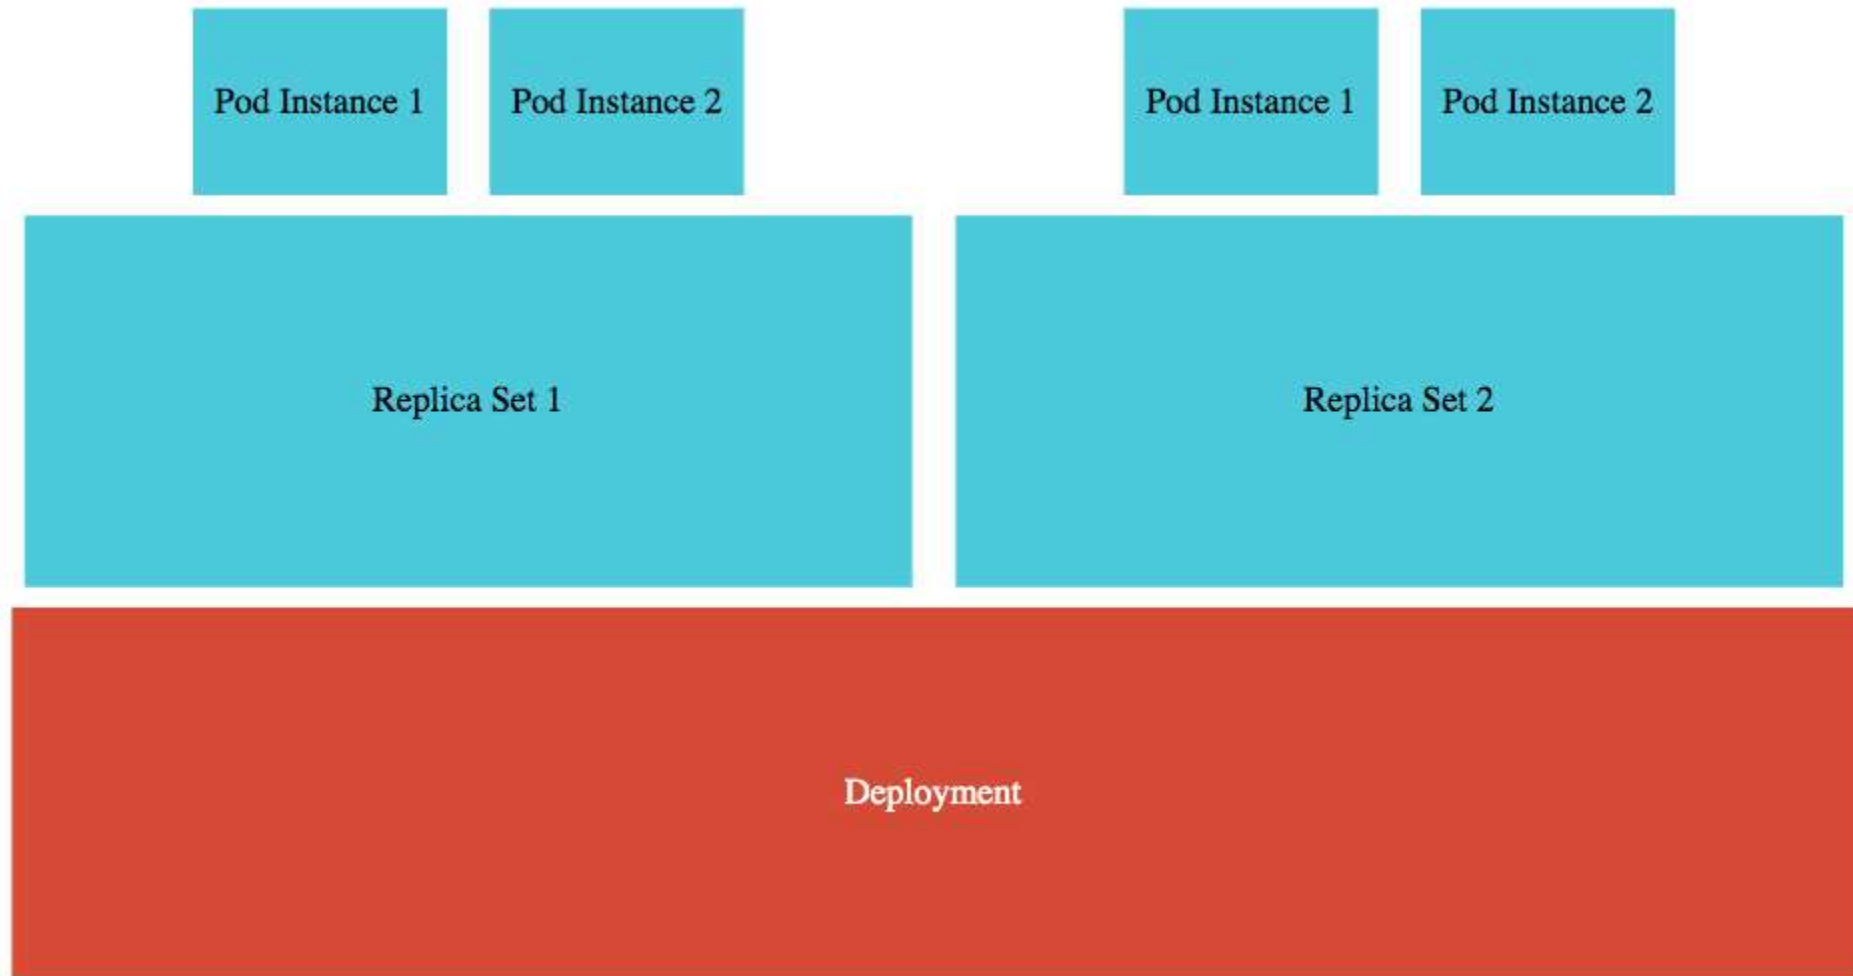 Pod Instance 1
Pod Instance 2
Pod Instance 1
Pod Instance 2
Replica Set 1
Replica Set 2
Deployment